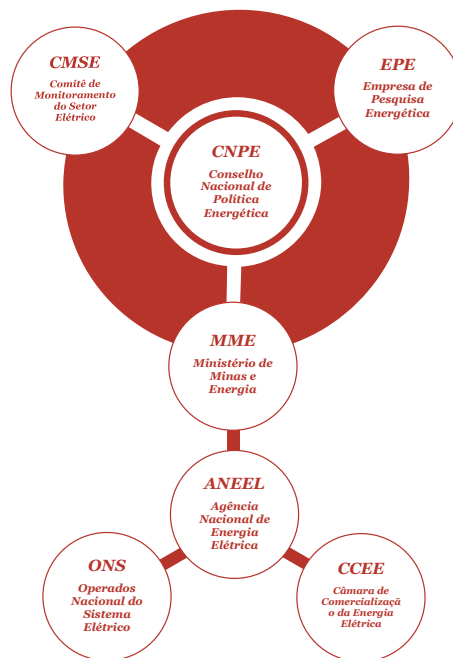 CMSE
Comitê de
Monitoramento
do Setor
Elétrico
EPE
Empresa de
Pesquisa
Energética
CNPE
Conselho
Nacional de
Política
Energética
MME
Ministério de
Minas e
Energia
ANEEL
Agência
Nacional de
Energia
Elétrica
ONS
Operados
Nacional do
Sistema
Elétrico
CCEE
Câmara de
Comercializaçã
o da Energia
Elétrica